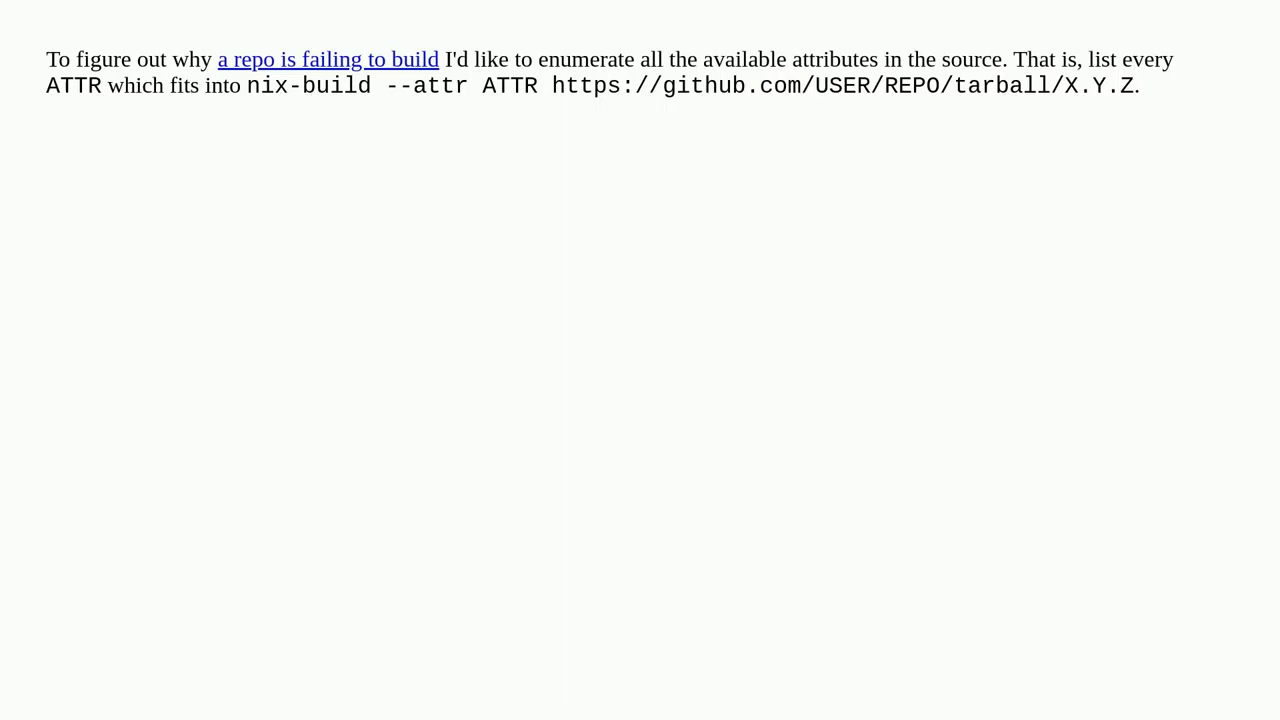 To figure out why a repo is failing to build I'd like to enumerate all the available attributes in the source. That is, list every
ATTR which fits into nix-build --attr ATTR https://github.com/USER/REPO/tarball/X.Y.Z.